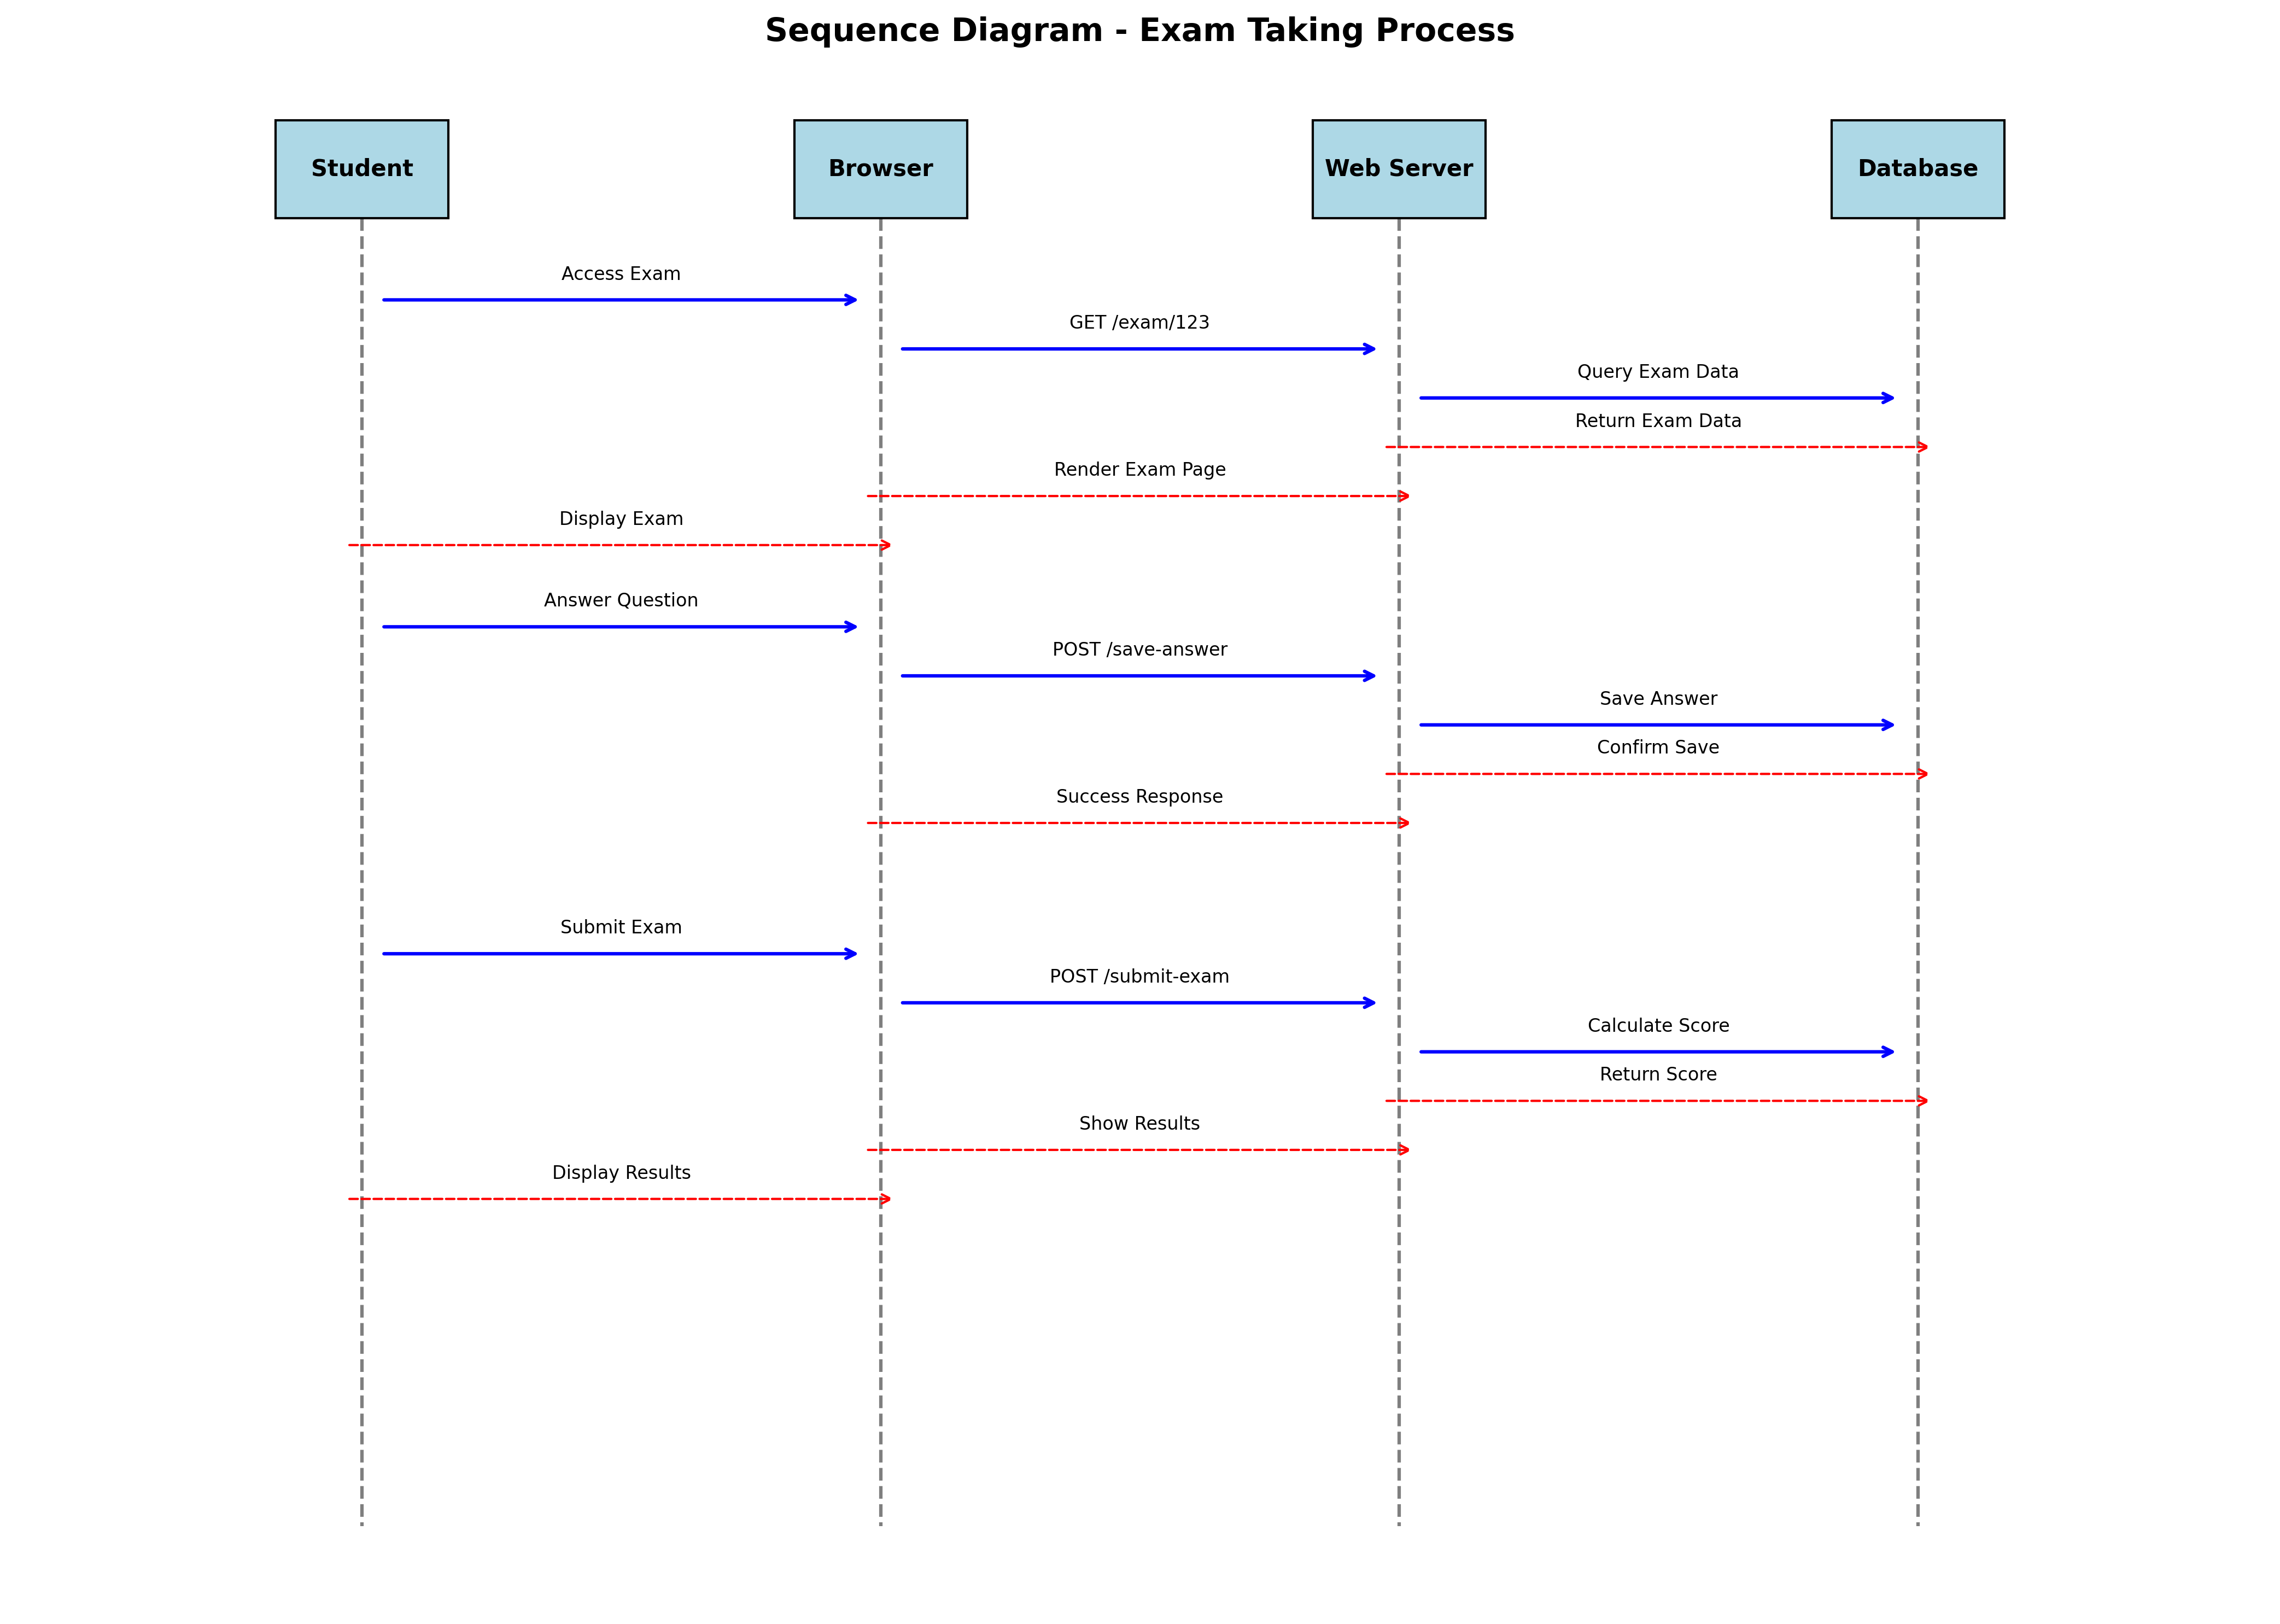 Sequence Diagram - Exam Taking Process
Student
Browser
Web Server
Database
Access Exam
GET /exam/123
Query Exam Data
Return Exam Data
Render Exam Page
Display Exam
Answer Question
POST /save-answer
Save Answer
Confirm Save
Success Response
Submit Exam
POST /submit-exam
Calculate Score
Return Score
Show Results
Display Results